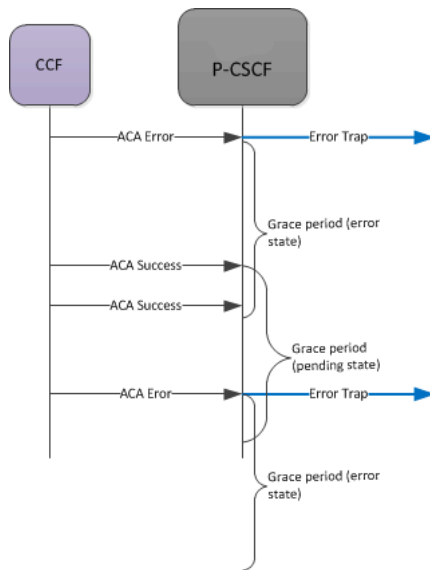 CCF
P-CSCF
ACA Error
Error Trap
Grace period (error
state)
ACA Success
ACA Success
Grace period
(pending state)
ACA Eror
Error Trap
Grace period (error
state)